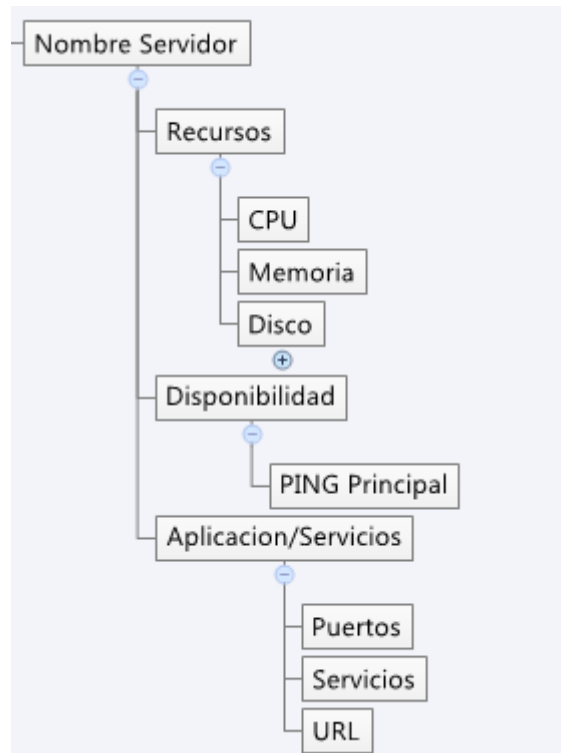 Nombre Servidor
Recursos
CPU
Memoria
Disco
Disponibilidad
PING Principal
Aplicacion/Servicios
Puertos
Servicios
URL